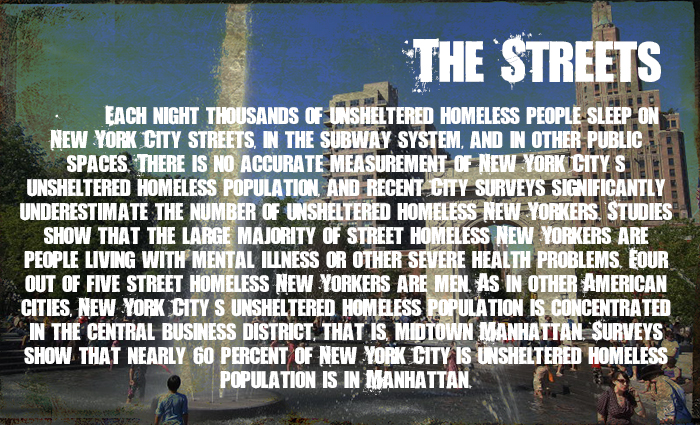 The Streets
Each night thousands of unsheltered homeless people sleep on
New York City streets, in the subway system, and in other public
spaces. There is no accurate measurement of New York City s
unsheltered homeless population, and recent City surveys significantly
underestimate the number of unsheltered homeless New Yorkers. Studies
show that the large majority of street homeless New Yorkers are
people living with mental illness or other severe health problems. Four
out of five street homeless New Yorkers are men. As in other American
cities, New York City s unsheltered homeless population is concentrated
in the central business district, that is, midtown Manhattan. Surveys
show that nearly 60 percent of New York City is unsheltered homeless
population is in Manhattan.